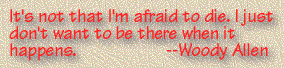 It's not that I'm afraid to die. I just
don't want to be there when it
happens. --Woody Allen